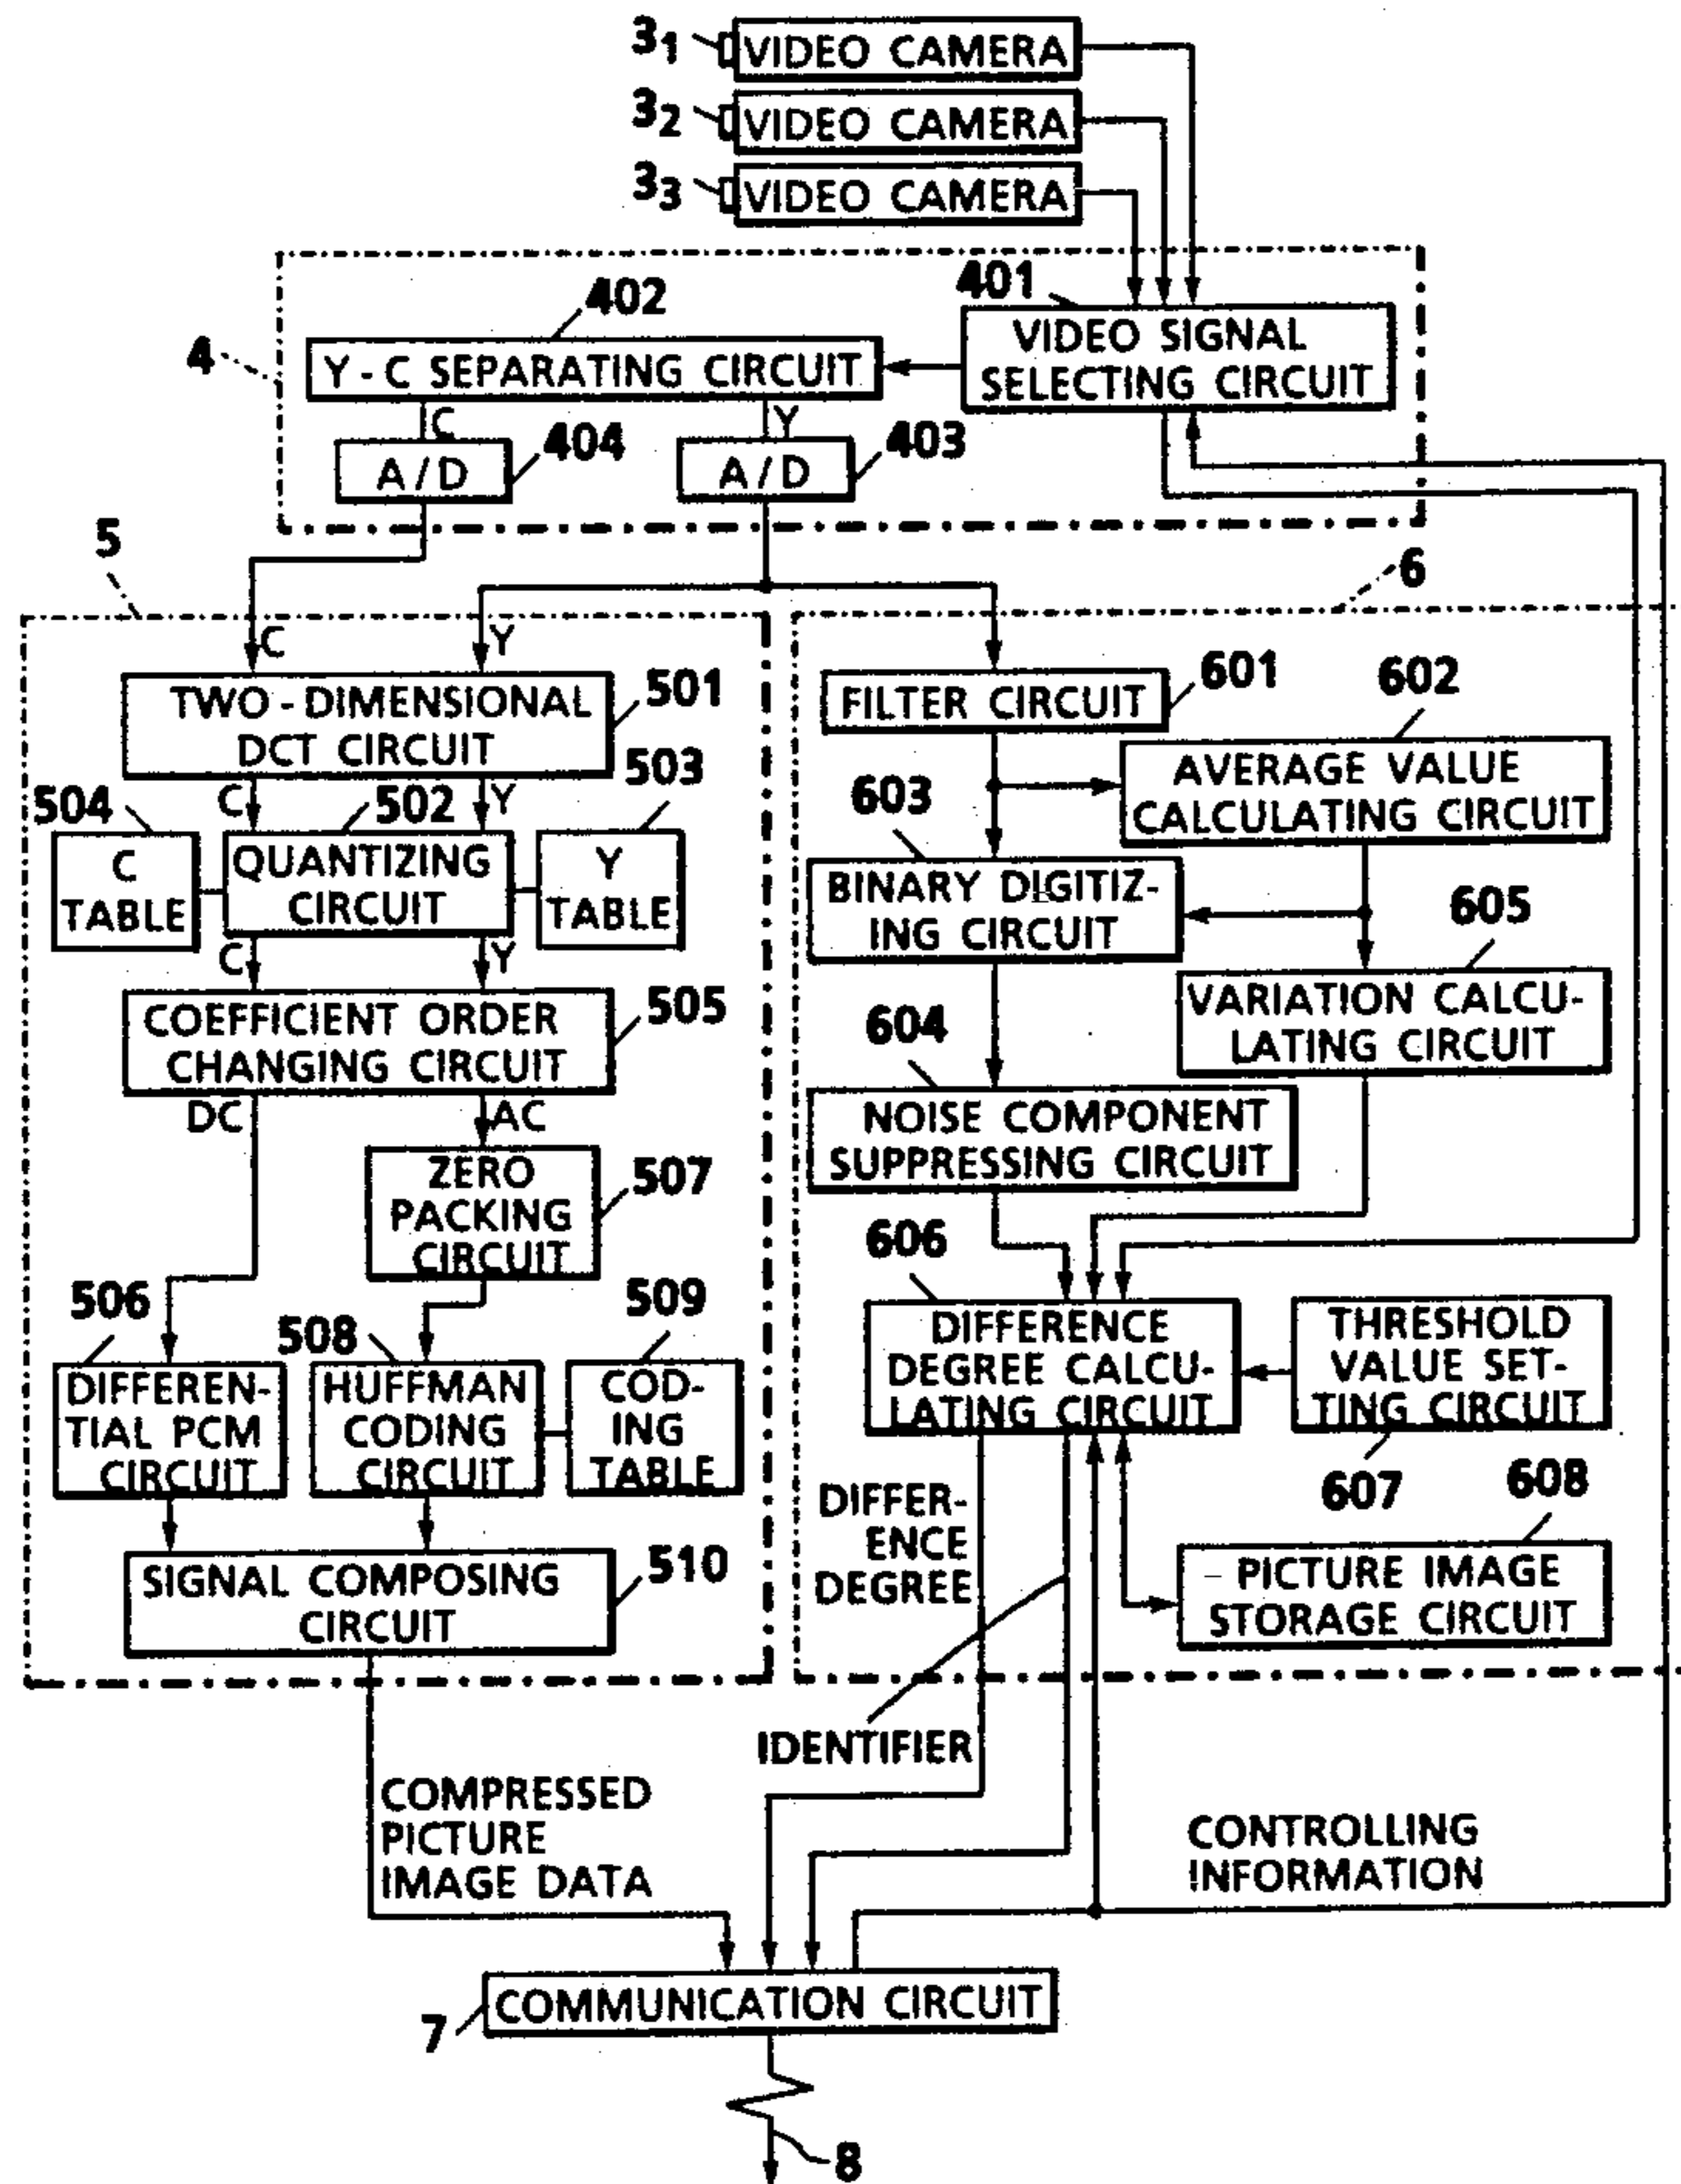 3₁ VIDEO CAMERA
3₂ VIDEO CAMERA
3₃ VIDEO CAMERA
4
402
401
Y - C SEPARATING CIRCUIT
VIDEO SIGNAL
SELECTING CIRCUIT
C
Y
A / D
404
A / D
403
5
6
C
Y
TWO - DIMENSIONAL
DCT CIRCUIT
501
C
Y
504
502
503
C
TABLE
QUANTIZING
CIRCUIT
Y
TABLE
C
Y
COEFFICIENT ORDER
CHANGING CIRCUIT
505
DC
AC
ZERO
PACKING
CIRCUIT
507
506
508
509
DIFFEREN-
TIAL PCM
CIRCUIT
HUFFMAN
CODING
CIRCUIT
COD-
ING
TABLE
SIGNAL COMPOSING
CIRCUIT
510
FILTER CIRCUIT
601
602
AVERAGE VALUE
CALCULATING CIRCUIT
603
BINARY DIGITIZ-
ING CIRCUIT
605
VARIATION CALCU-
LATING CIRCUIT
604
NOISE COMPONENT
SUPPRESSING CIRCUIT
606
DIFFERENCE
DEGREE CALCU-
LATING CIRCUIT
THRESHOLD
VALUE SET-
TING CIRCUIT
607
608
DIFFER-
ENCE
DEGREE
PICTURE IMAGE
STORAGE CIRCUIT
IDENTIFIER
COMPRESSED
PICTURE
IMAGE DATA
CONTROLLING
INFORMATION
7
COMMUNICATION CIRCUIT
8